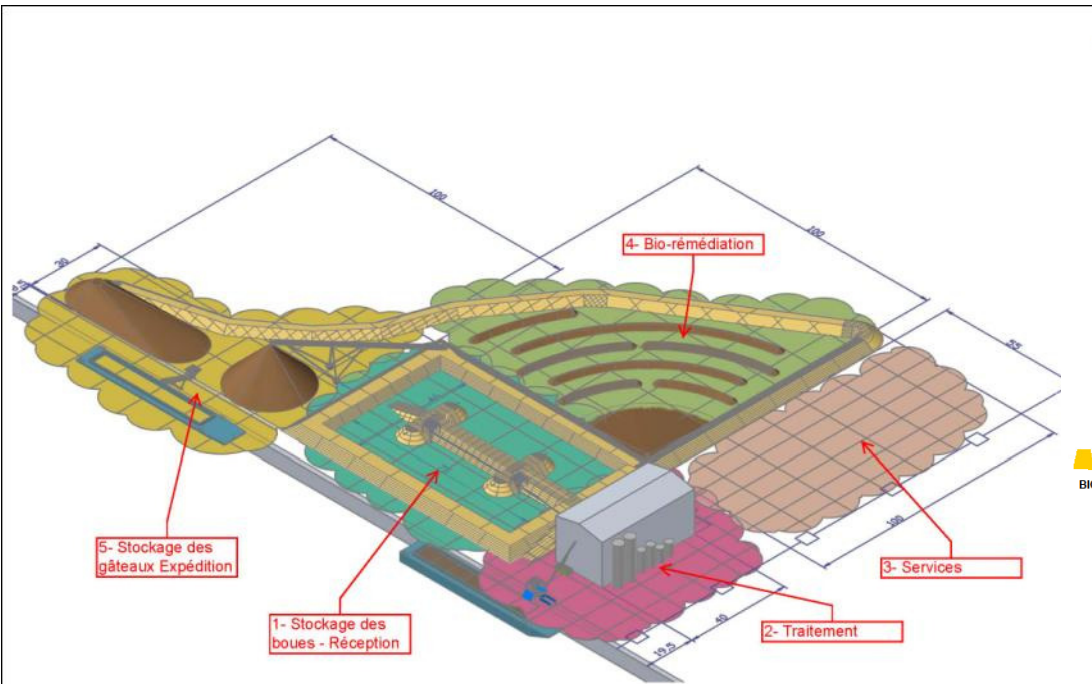 100
100
4- Bio-rémédiation
30
55
5- Stockage des
gâteaux Expédition
1- Stockage des
boues - Réception
3- Services
100
2- Traitement
40
19,5